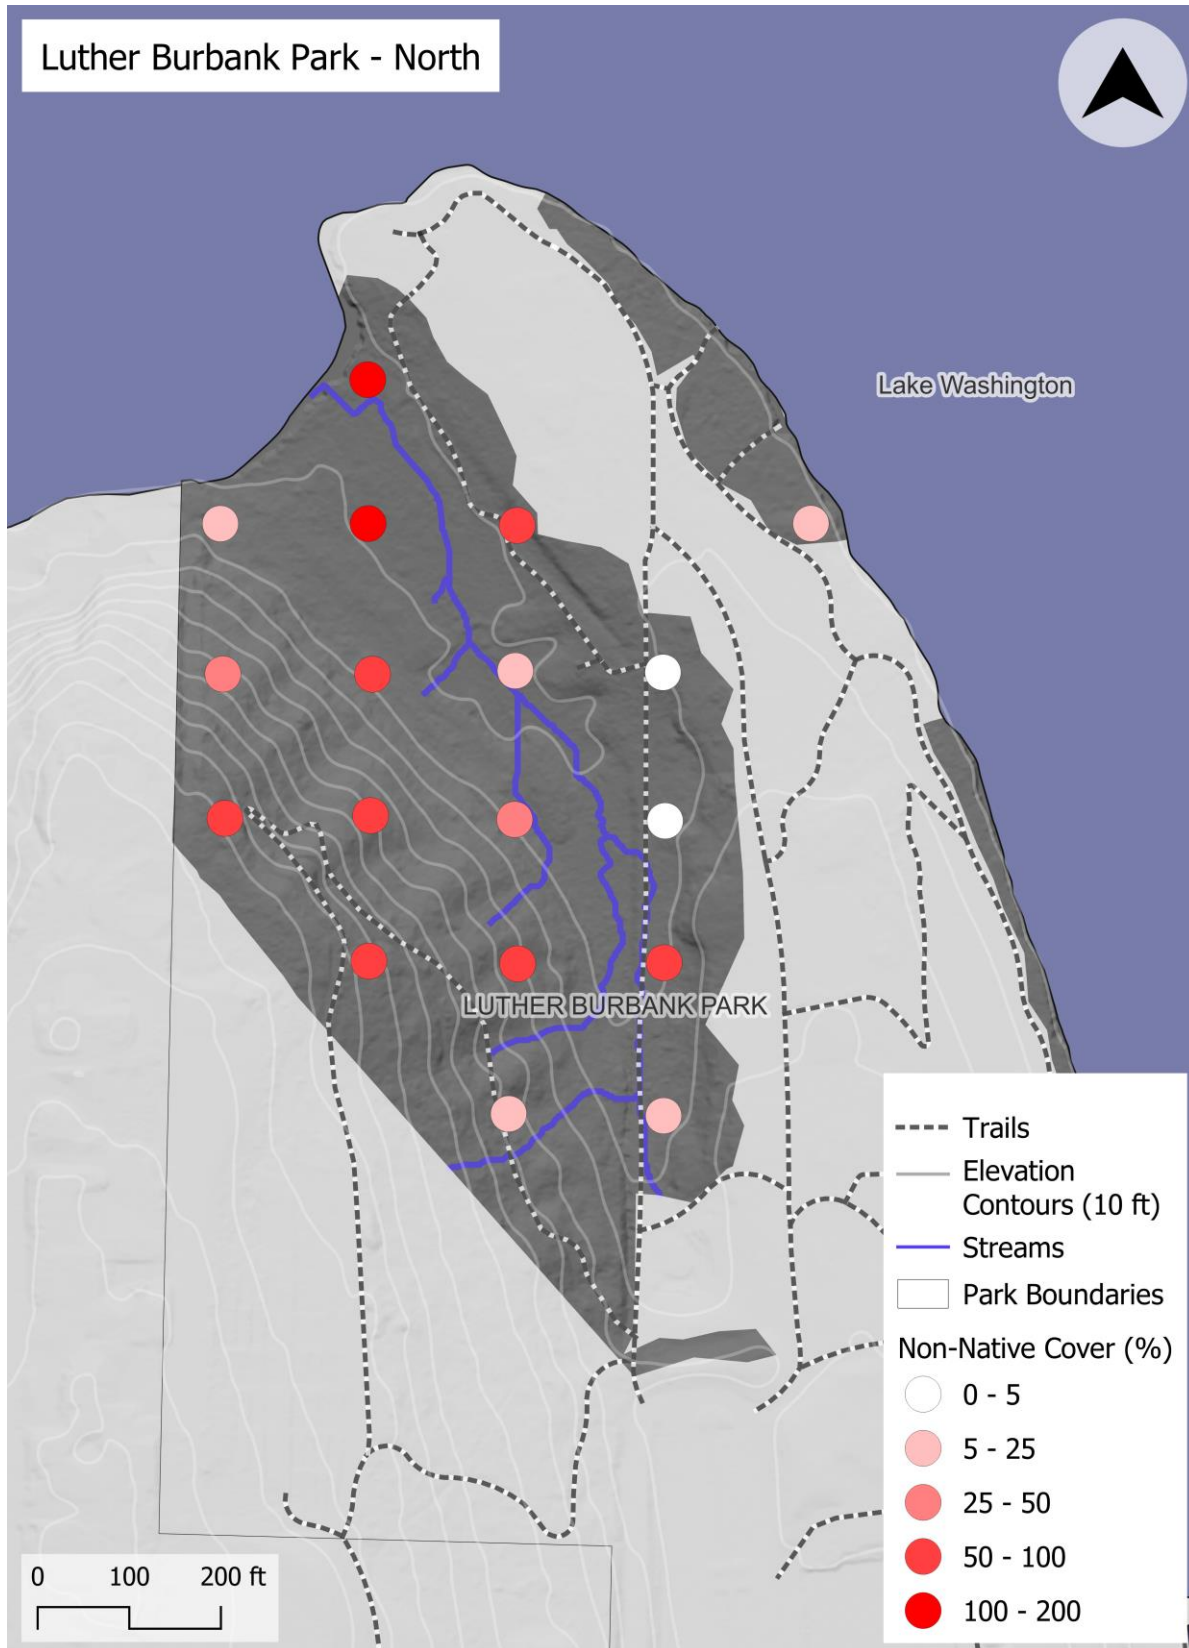 Luther Burbank Park - North
Lake Washington
LUTHER BURBANK PARK
Trails
Elevation
Contours (10 ft)
Streams
Park Boundaries
Non-Native Cover (%)
0 - 5
5 - 25
25 - 50
50 - 100
100 - 200
0 100 200 ft